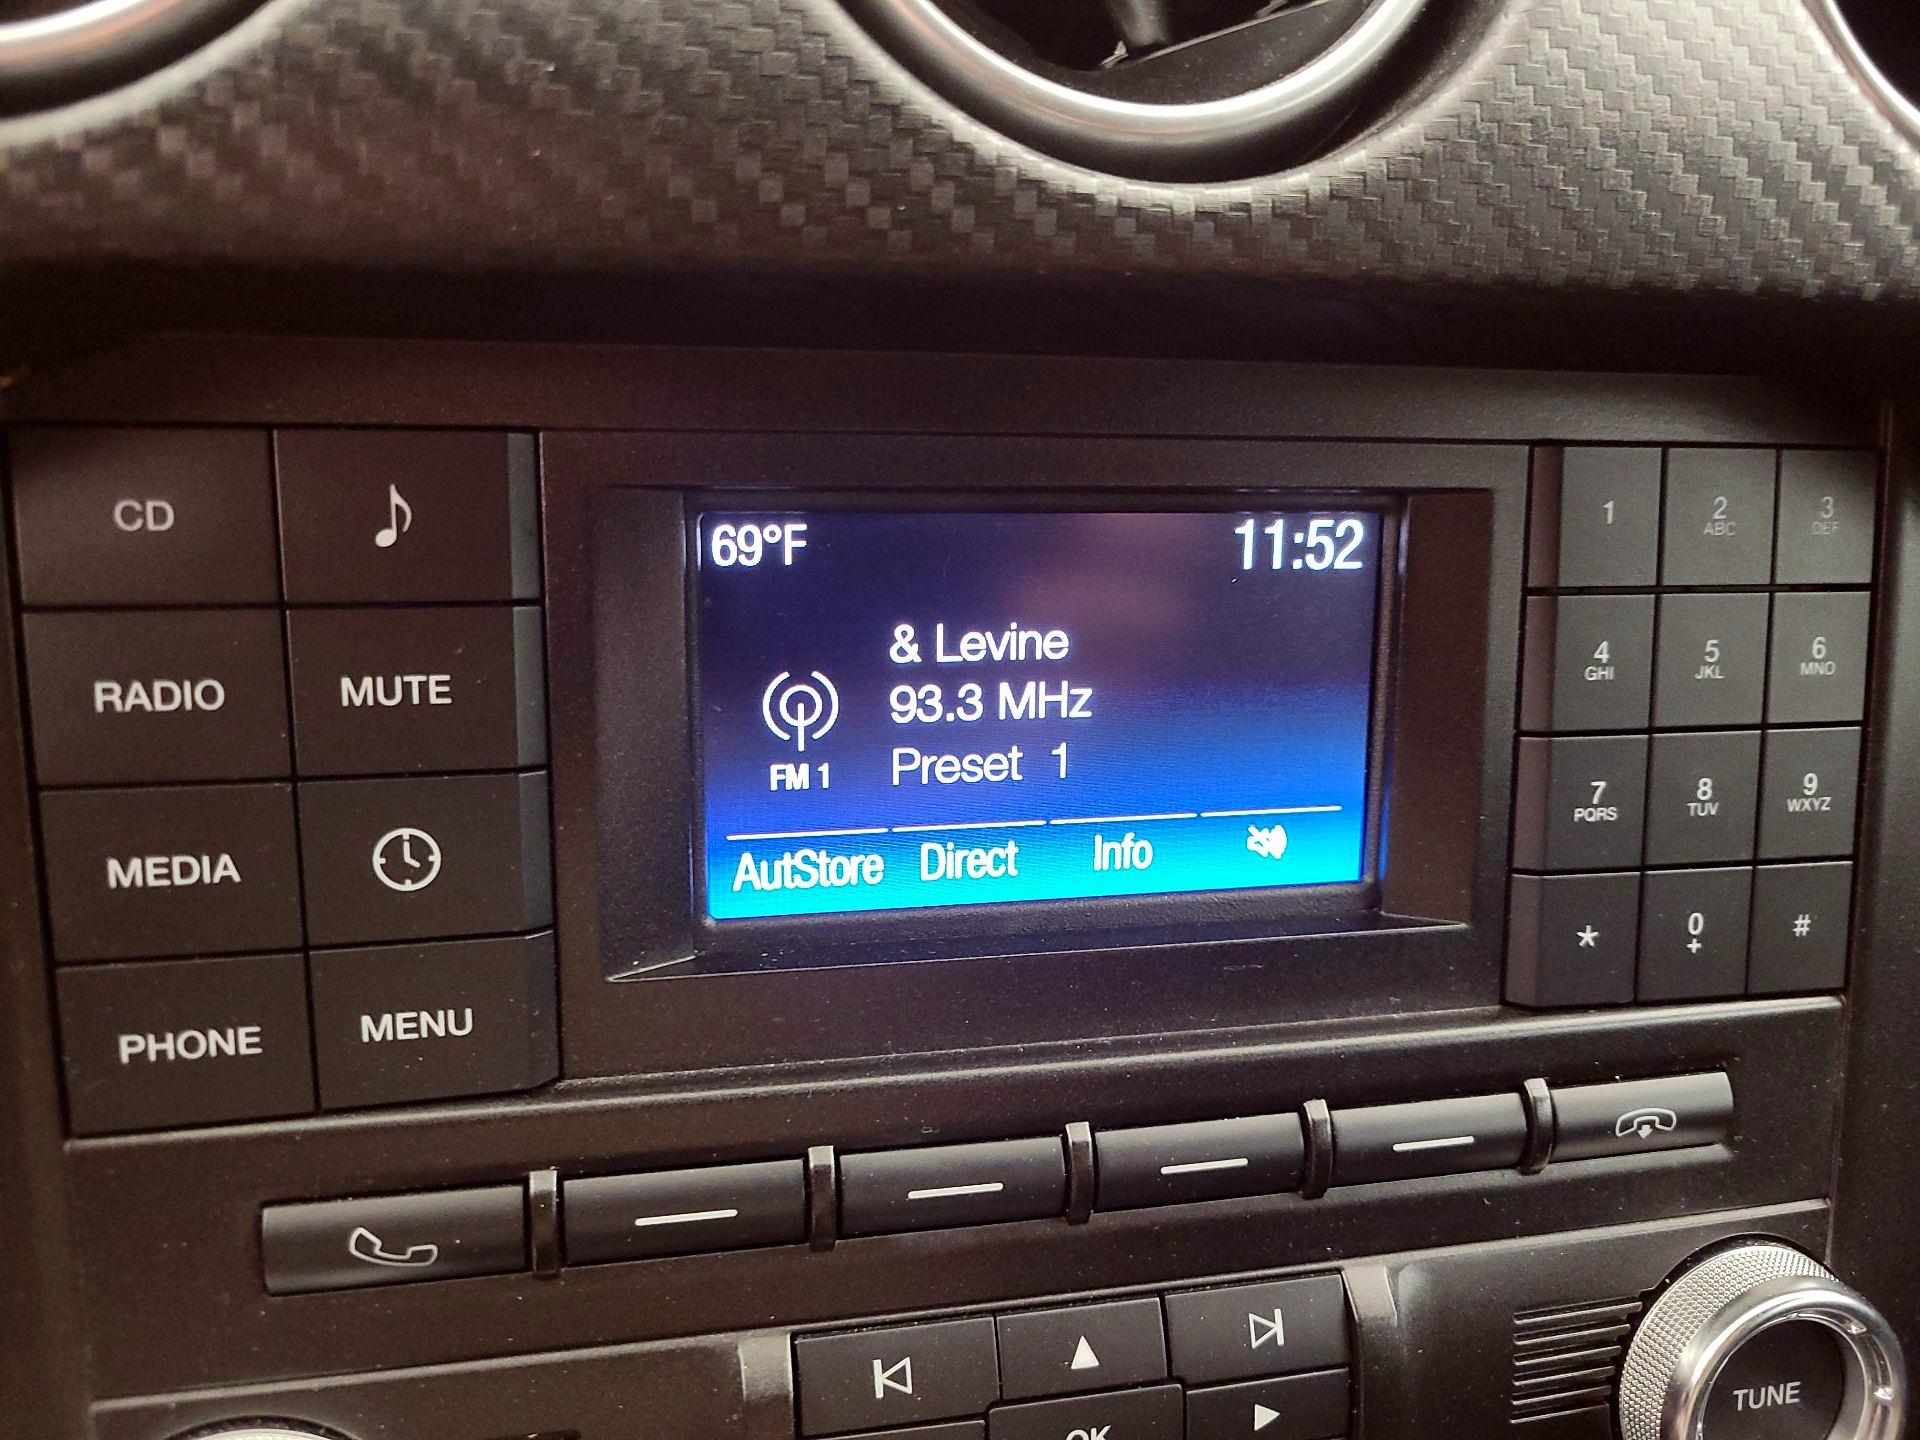 69°F 11:52
& Levine
93.3 MHz
FM 1 Preset 1
AutStore Direct Info
CD
RADIO MUTE
MEDIA
PHONE MENU
1 2 ABC 3 DEF
4 GHI 5 JKL 6 MNO
7 PQRS 8 TUV 9 WXYZ
* 0 + #
OK
TUNE